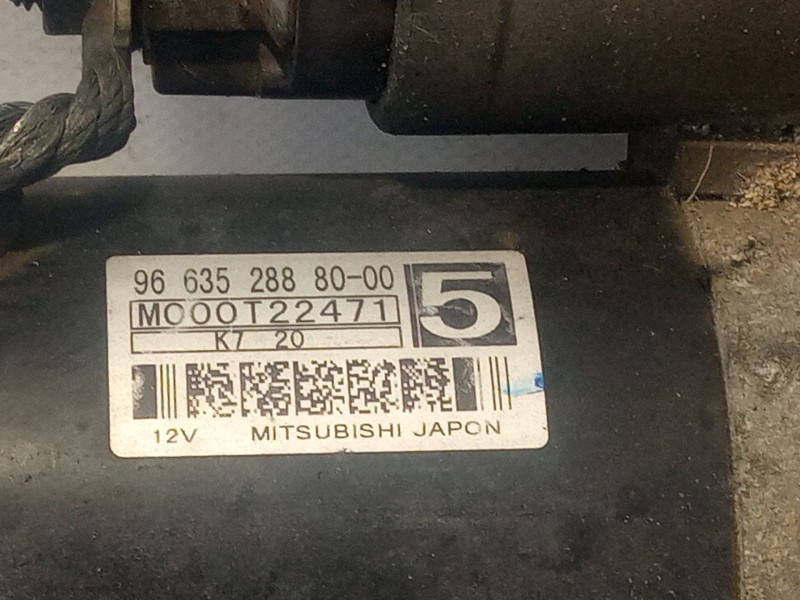 96 635 288 80-00
5
M000T22471
K7 20
12V MITSUBISHI JAPON